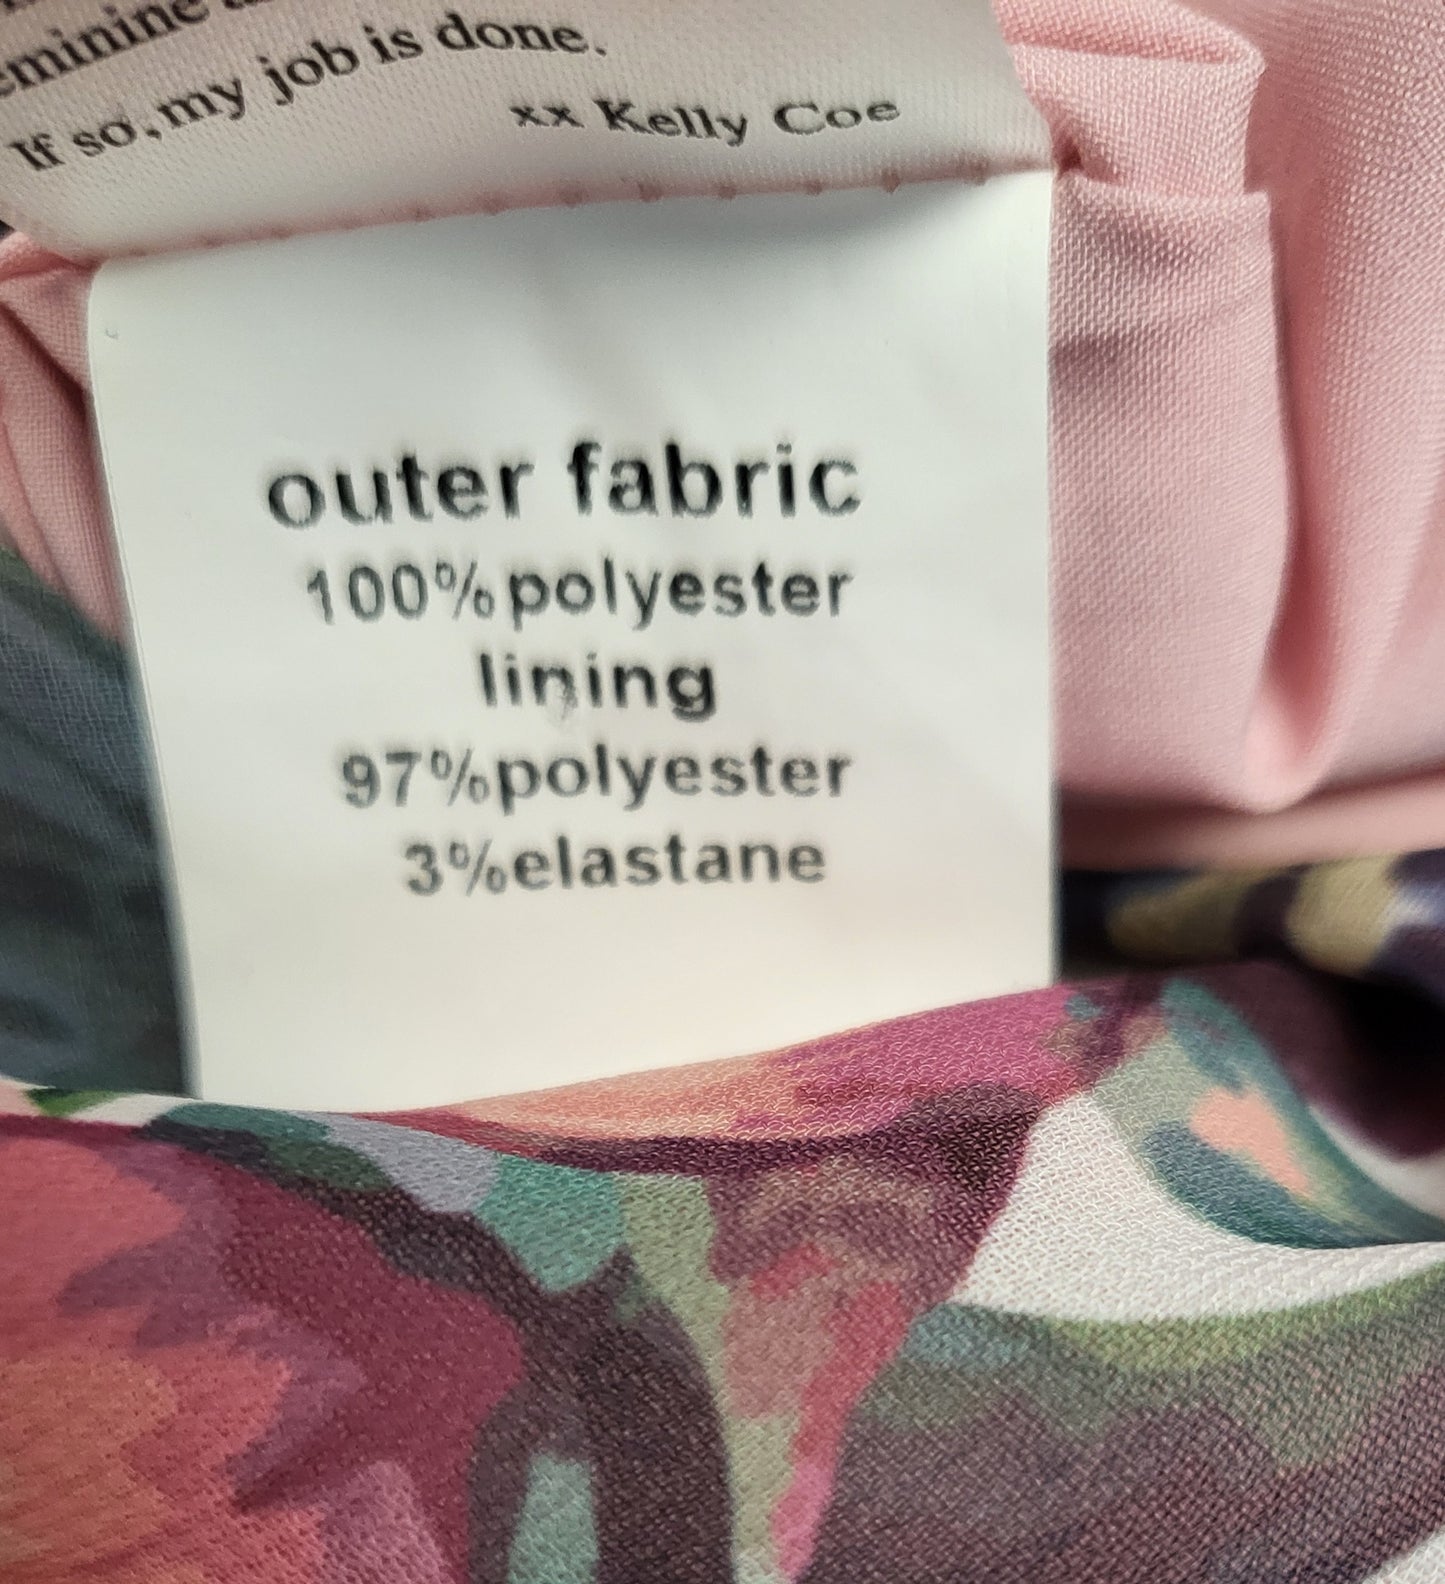 If so, my job is done.
xx Kelly Coe
outer fabric
100%polyester
lining
97%polyester
3%elastane